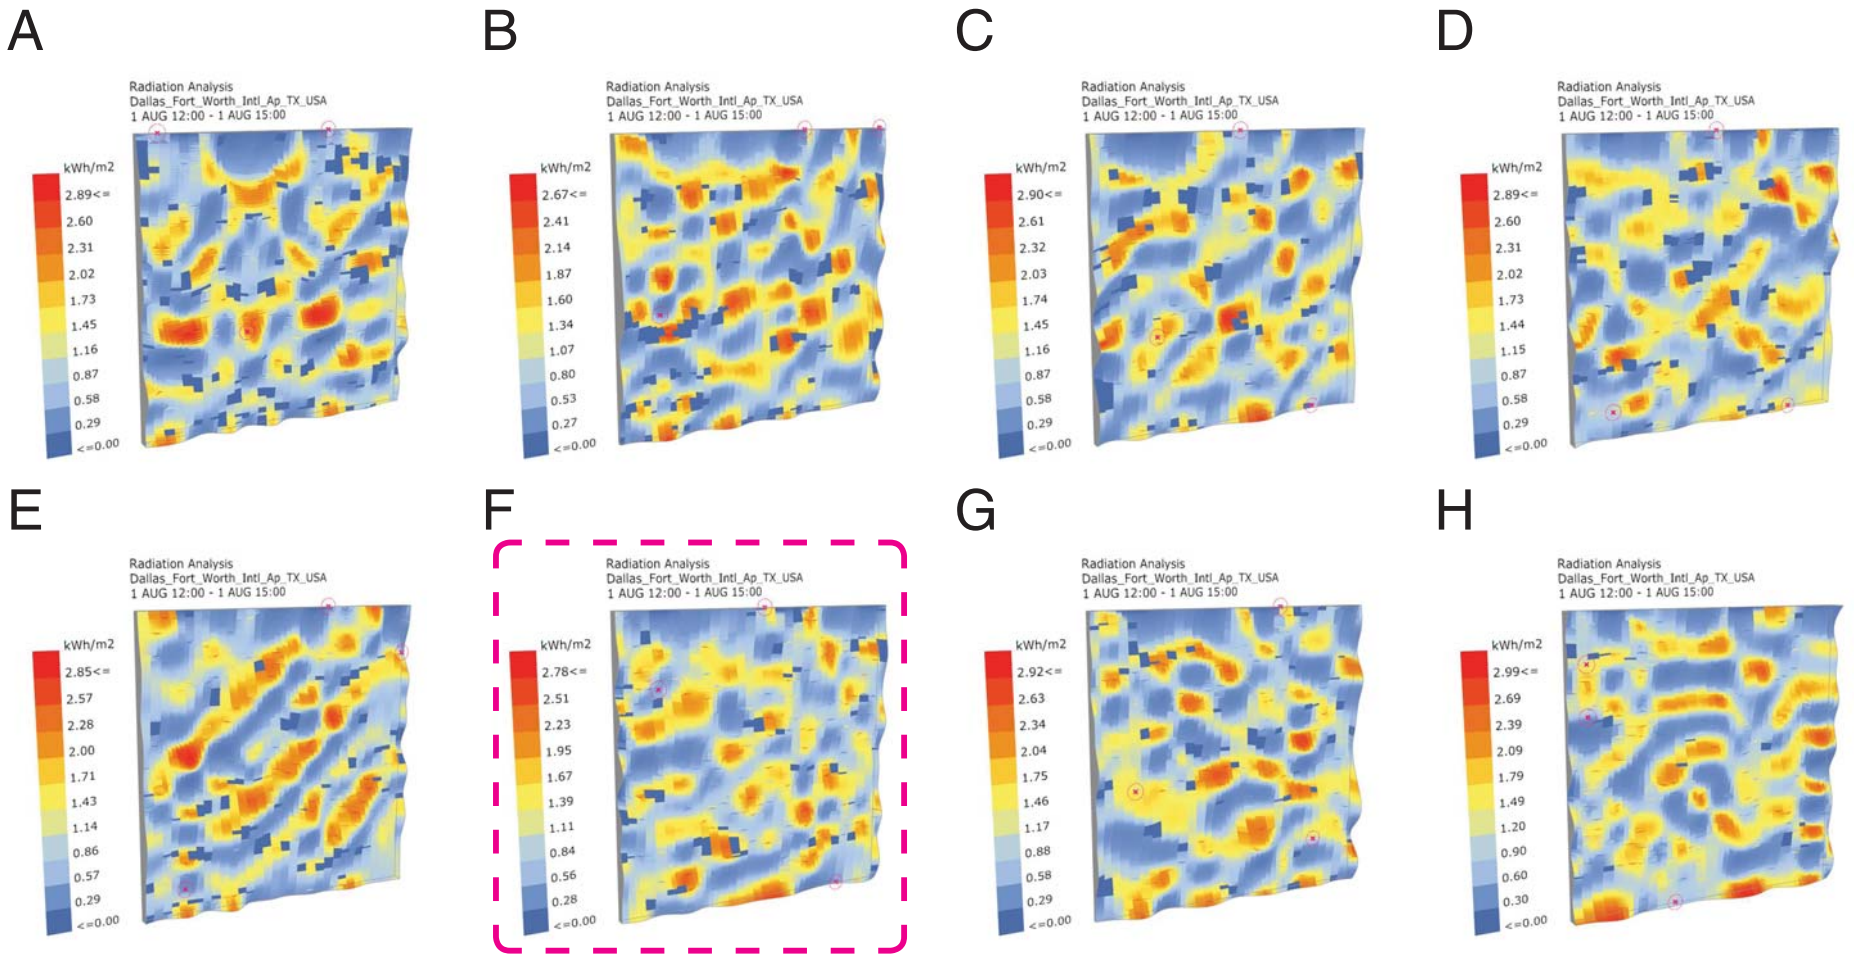 A
Radiation Analysis
Dallas_Fort_Worth_Intl_Ap_TX_USA
1 AUG 12:00 - 1 AUG 15:00
kWh/m2
2.89<=
2.60
2.31
2.02
1.73
1.45
1.16
0.87
0.58
0.29
<=0.00
B
Radiation Analysis
Dallas_Fort_Worth_Intl_Ap_TX_USA
1 AUG 12:00 - 1 AUG 15:00
kWh/m2
2.67<=
2.41
2.14
1.87
1.60
1.34
1.07
0.80
0.53
0.27
<=0.00
C
Radiation Analysis
Dallas_Fort_Worth_Intl_Ap_TX_USA
1 AUG 12:00 - 1 AUG 15:00
kWh/m2
2.90<=
2.61
2.32
2.03
1.74
1.45
1.16
0.87
0.58
0.29
<=0.00
D
Radiation Analysis
Dallas_Fort_Worth_Intl_Ap_TX_USA
1 AUG 12:00 - 1 AUG 15:00
kWh/m2
2.89<=
2.60
2.31
2.02
1.73
1.44
1.15
0.87
0.58
0.29
<=0.00
E
Radiation Analysis
Dallas_Fort_Worth_Intl_Ap_TX_USA
1 AUG 12:00 - 1 AUG 15:00
kWh/m2
2.85<=
2.57
2.28
2.00
1.71
1.43
1.14
0.86
0.57
0.29
<=0.00
F
Radiation Analysis
Dallas_Fort_Worth_Intl_Ap_TX_USA
1 AUG 12:00 - 1 AUG 15:00
kWh/m2
2.78<=
2.51
2.23
1.95
1.67
1.39
1.11
0.84
0.56
0.28
<=0.00
G
Radiation Analysis
Dallas_Fort_Worth_Intl_Ap_TX_USA
1 AUG 12:00 - 1 AUG 15:00
kWh/m2
2.92<=
2.63
2.34
2.04
1.75
1.46
1.17
0.88
0.58
0.29
<=0.00
H
Radiation Analysis
Dallas_Fort_Worth_Intl_Ap_TX_USA
1 AUG 12:00 - 1 AUG 15:00
kWh/m2
2.99<=
2.69
2.39
2.09
1.79
1.49
1.20
0.90
0.60
0.30
<=0.00